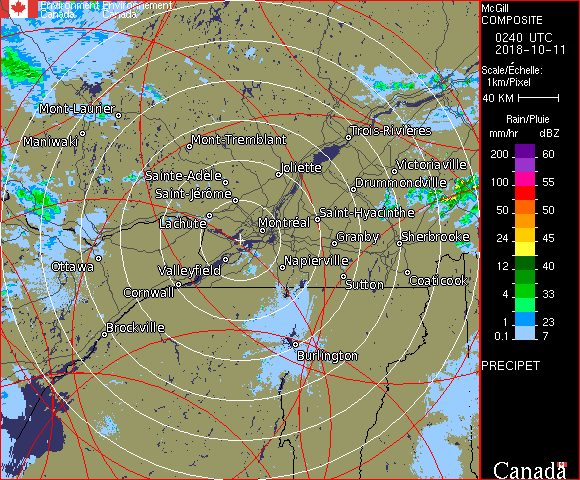 Environment Environnement
Canada Canada
Mont-Laurier
Maniwaki
Mont-Tremblant
Trois-Rivières
Joliette
Victoriaville
Sainte-Adèle
Drummondville
Saint-Jérôme
Saint-Hyacinthe
Lachute
Montréal
Granby
Sherbrooke
Ottawa
Valleyfield
Napierville
Cornwall
Sutton
Coaticook
Brockville
Burlington
McGill
COMPOSITE
0240 UTC
2018-10-11
Scale/Échelle:
1km/Pixel
40 KM
Rain/Pluie
mm/hr dBZ
200 60
100 55
50 50
24 45
12 40
8 33
4 30
1 23
0.1 7
PRECIPET
Canada